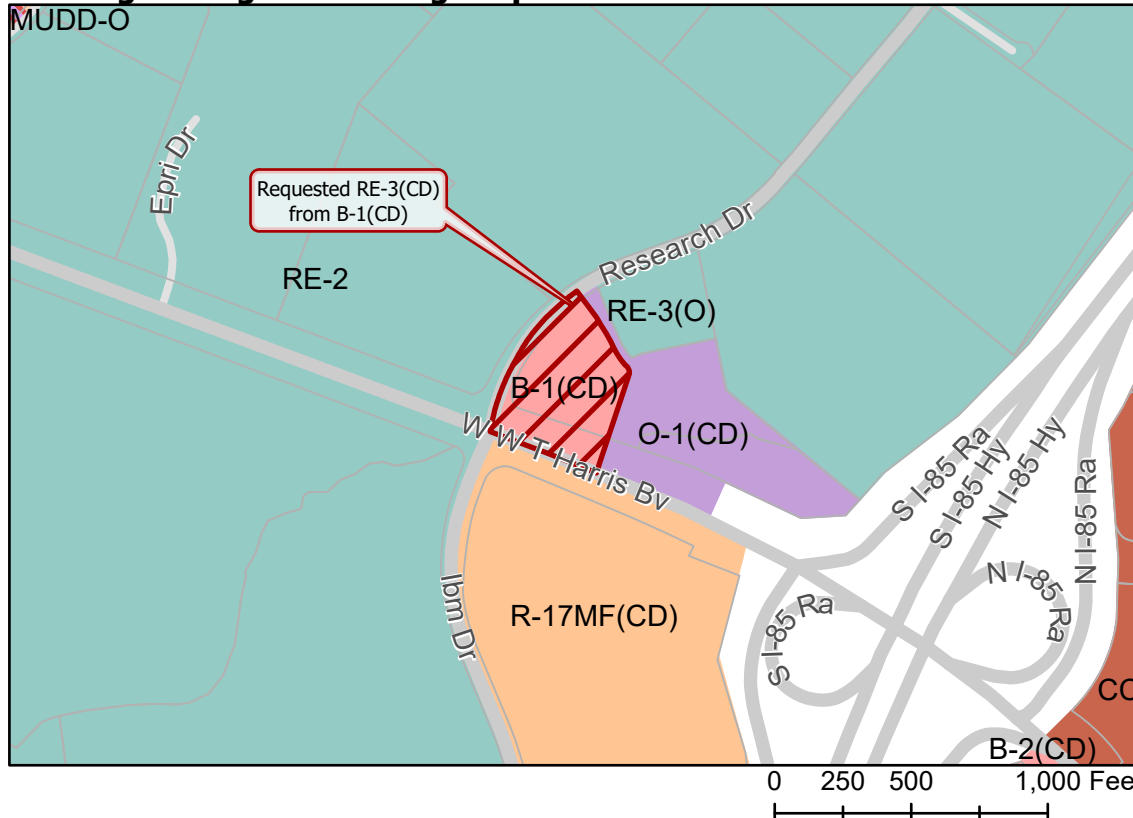 MUDD-O
Epri Dr
Requested RE-3(CD)
from B-1(CD)
Research Dr
RE-2
RE-3(O)
B-1(CD)
O-1(CD)
W W T Harris Bv
S I-85 Ra
S I-85 Hy
N I-85 Hy
N I-85 Ra
N I-85 Ra
S I-85 Ra
Ibm Dr
R-17MF(CD)
B-2(CD)
0 250 500 1,000 Fee